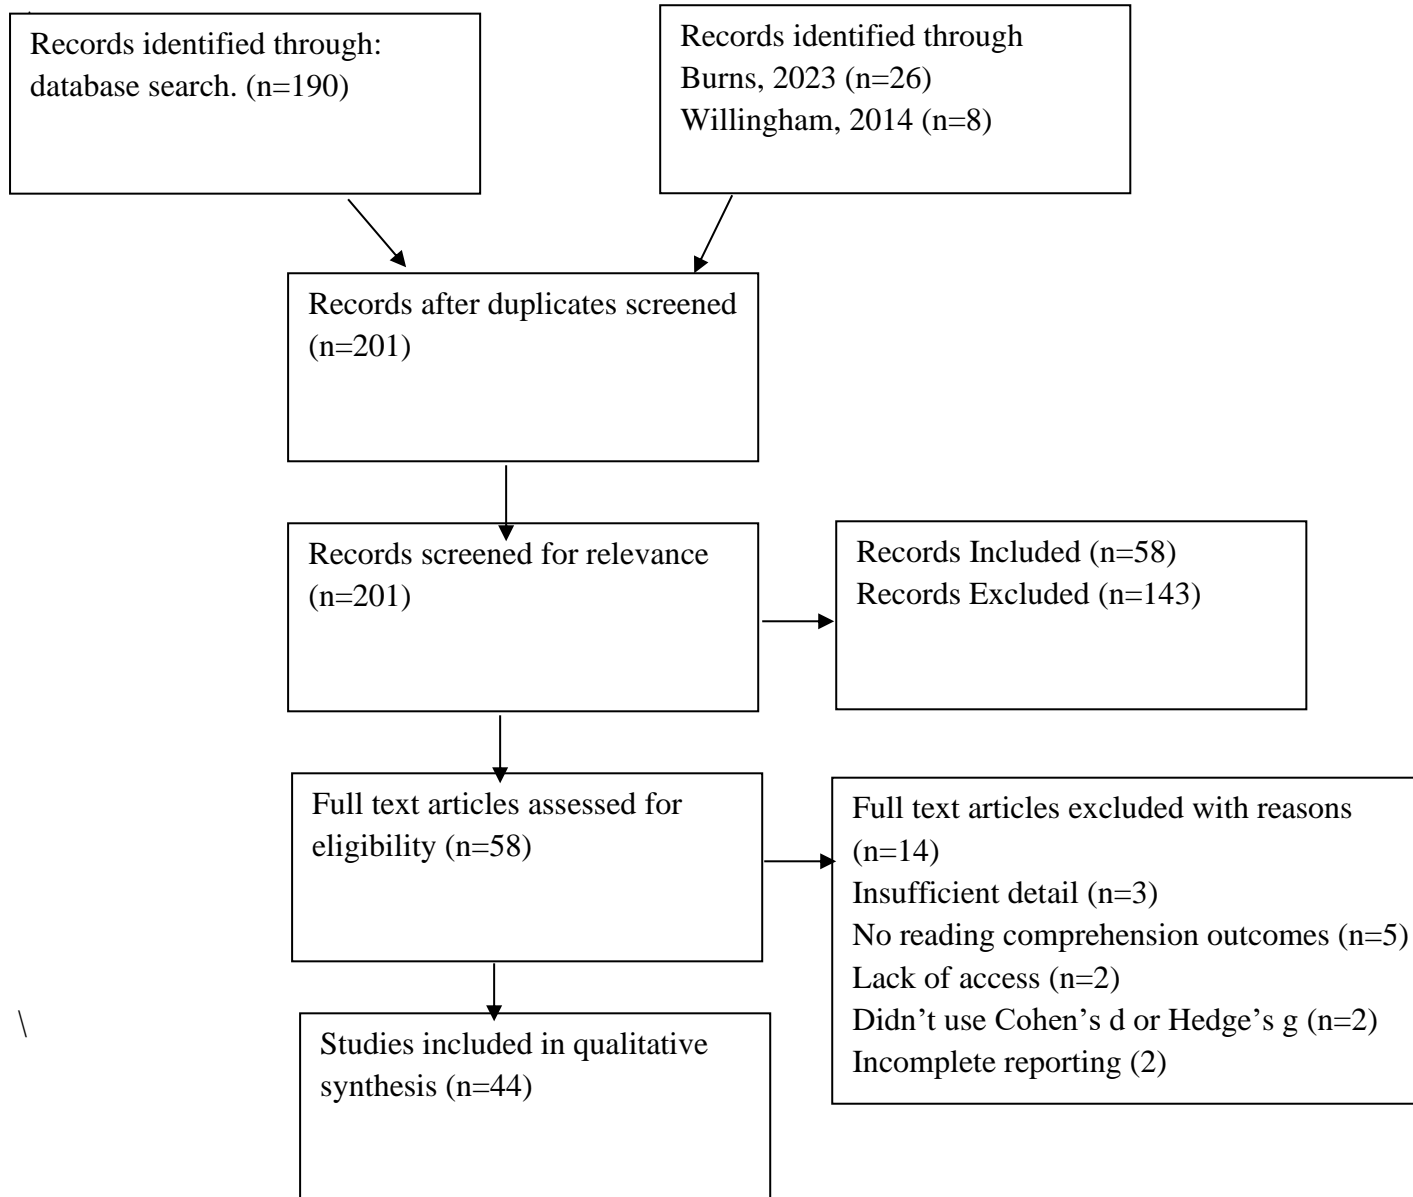 Records identified through:
database search. (n=190)
Records identified through
Burns, 2023 (n=26)
Willingham, 2014 (n=8)
Records after duplicates screened
(n=201)
Records screened for relevance
(n=201)
Records Included (n=58)
Records Excluded (n=143)
Full text articles assessed for
eligibility (n=58)
Full text articles excluded with reasons
(n=14)
Insufficient detail (n=3)
No reading comprehension outcomes (n=5)
Lack of access (n=2)
Didn’t use Cohen’s d or Hedge’s g (n=2)
Incomplete reporting (2)
\
Studies included in qualitative
synthesis (n=44)